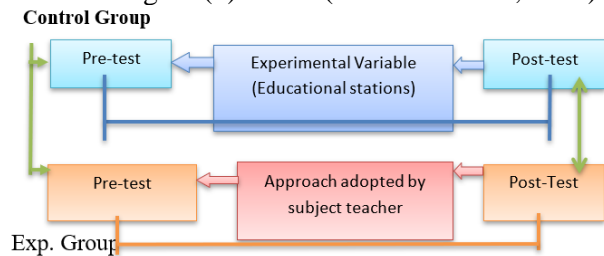 Control Group
Pre-test
Experimental Variable
(Educational stations)
Post-test
Pre-test
Approach adopted by
subject teacher
Post-Test
Exp. Group